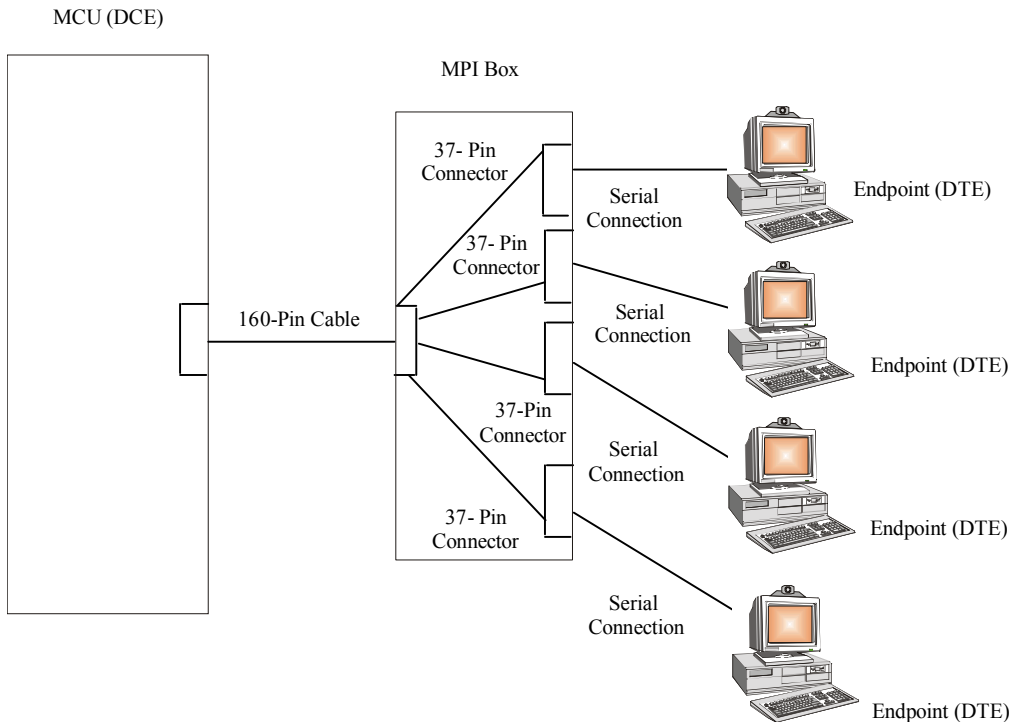 MCU (DCE)
MPI Box
37- Pin
Connector
Serial
Connection
Endpoint (DTE)
37- Pin
Connector
160-Pin Cable
Serial
Connection
Endpoint (DTE)
37-Pin
Connector
Serial
Connection
Endpoint (DTE)
37- Pin
Connector
Serial
Connection
Endpoint (DTE)